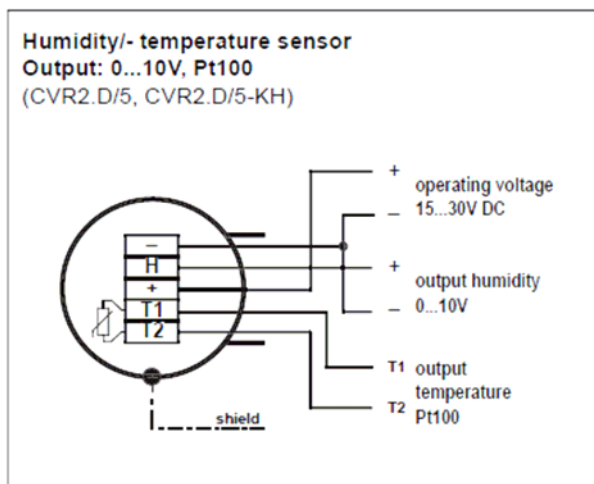 Humidity/- temperature sensor
Output: 0...10V, Pt100
(CVR2.D/5, CVR2.D/5-KH)
+
operating voltage
– 15...30V DC
–
H
+
T1
T2
+
output humidity
– 0...10V
T1 output
temperature
T2 Pt100
shield